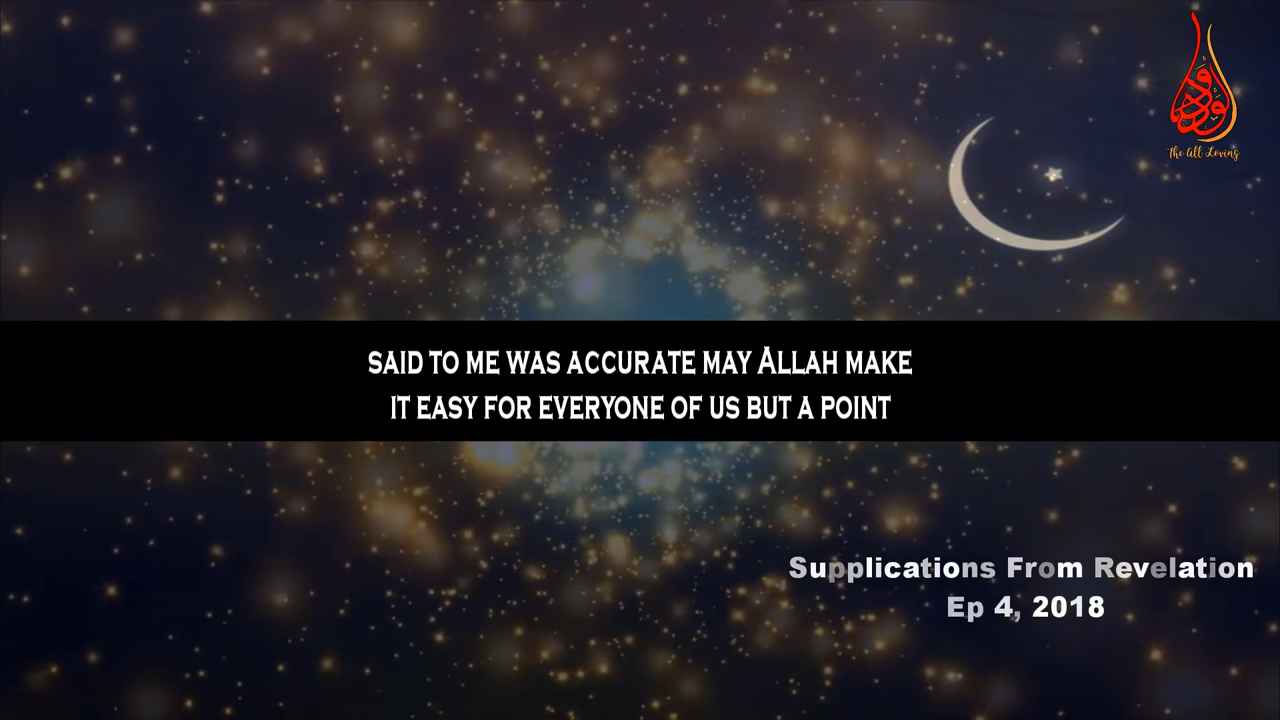 الودود
The All Loving
SAID TO ME WAS ACCURATE MAY ALLAH MAKE
IT EASY FOR EVERYONE OF US BUT A POINT
Supplications From Revelation
Ep 4, 2018